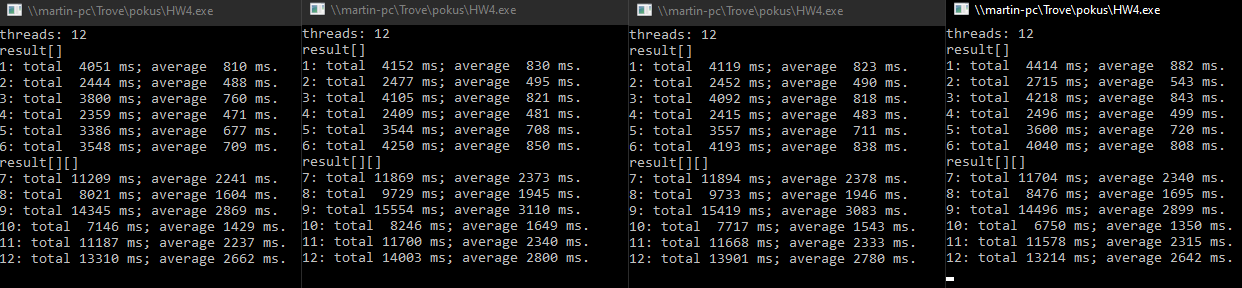 \\martin-pc\Trove\pokus\HW4.exe
threads: 12
result[]
1: total  4051 ms; average  810 ms.
2: total  2444 ms; average  488 ms.
3: total  3800 ms; average  760 ms.
4: total  2359 ms; average  471 ms.
5: total  3386 ms; average  677 ms.
6: total  3548 ms; average  709 ms.
result[][]
7: total 11209 ms; average 2241 ms.
8: total  8021 ms; average 1604 ms.
9: total 14345 ms; average 2869 ms.
10: total  7146 ms; average 1429 ms.
11: total 11187 ms; average 2237 ms.
12: total 13310 ms; average 2662 ms.
\\martin-pc\Trove\pokus\HW4.exe
threads: 12
result[]
1: total  4152 ms; average  830 ms.
2: total  2477 ms; average  495 ms.
3: total  4105 ms; average  821 ms.
4: total  2409 ms; average  481 ms.
5: total  3544 ms; average  708 ms.
6: total  4250 ms; average  850 ms.
result[][]
7: total 11869 ms; average 2373 ms.
8: total  9729 ms; average 1945 ms.
9: total 15554 ms; average 3110 ms.
10: total  8246 ms; average 1649 ms.
11: total 11700 ms; average 2340 ms.
12: total 14003 ms; average 2800 ms.
\\martin-pc\Trove\pokus\HW4.exe
threads: 12
result[]
1: total  4119 ms; average  823 ms.
2: total  2452 ms; average  490 ms.
3: total  4092 ms; average  818 ms.
4: total  2415 ms; average  483 ms.
5: total  3557 ms; average  711 ms.
6: total  4193 ms; average  838 ms.
result[][]
7: total 11894 ms; average 2378 ms.
8: total  9733 ms; average 1946 ms.
9: total 15419 ms; average 3083 ms.
10: total  7717 ms; average 1543 ms.
11: total 11668 ms; average 2333 ms.
12: total 13901 ms; average 2780 ms.
\\martin-pc\Trove\pokus\HW4.exe
threads: 12
result[]
1: total  4414 ms; average  882 ms.
2: total  2715 ms; average  543 ms.
3: total  4218 ms; average  843 ms.
4: total  2496 ms; average  499 ms.
5: total  3600 ms; average  720 ms.
6: total  4040 ms; average  808 ms.
result[][]
7: total 11704 ms; average 2340 ms.
8: total  8476 ms; average 1695 ms.
9: total 14496 ms; average 2899 ms.
10: total  6750 ms; average 1350 ms.
11: total 11578 ms; average 2315 ms.
12: total 13214 ms; average 2642 ms.